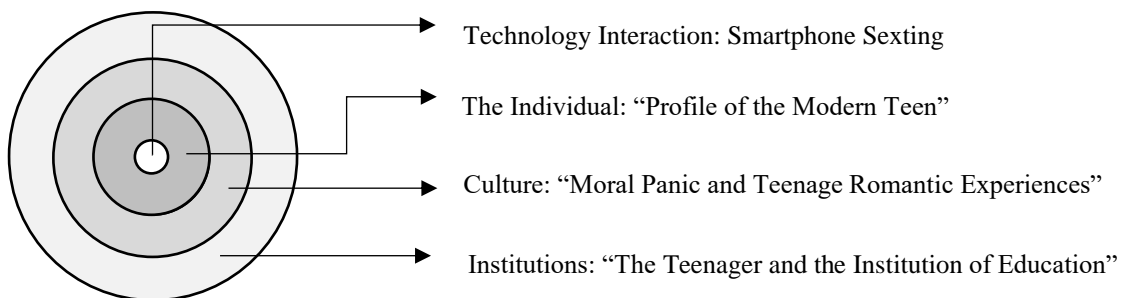 Technology Interaction: Smartphone Sexting
The Individual: “Profile of the Modern Teen”
Culture: “Moral Panic and Teenage Romantic Experiences”
Institutions: “The Teenager and the Institution of Education”